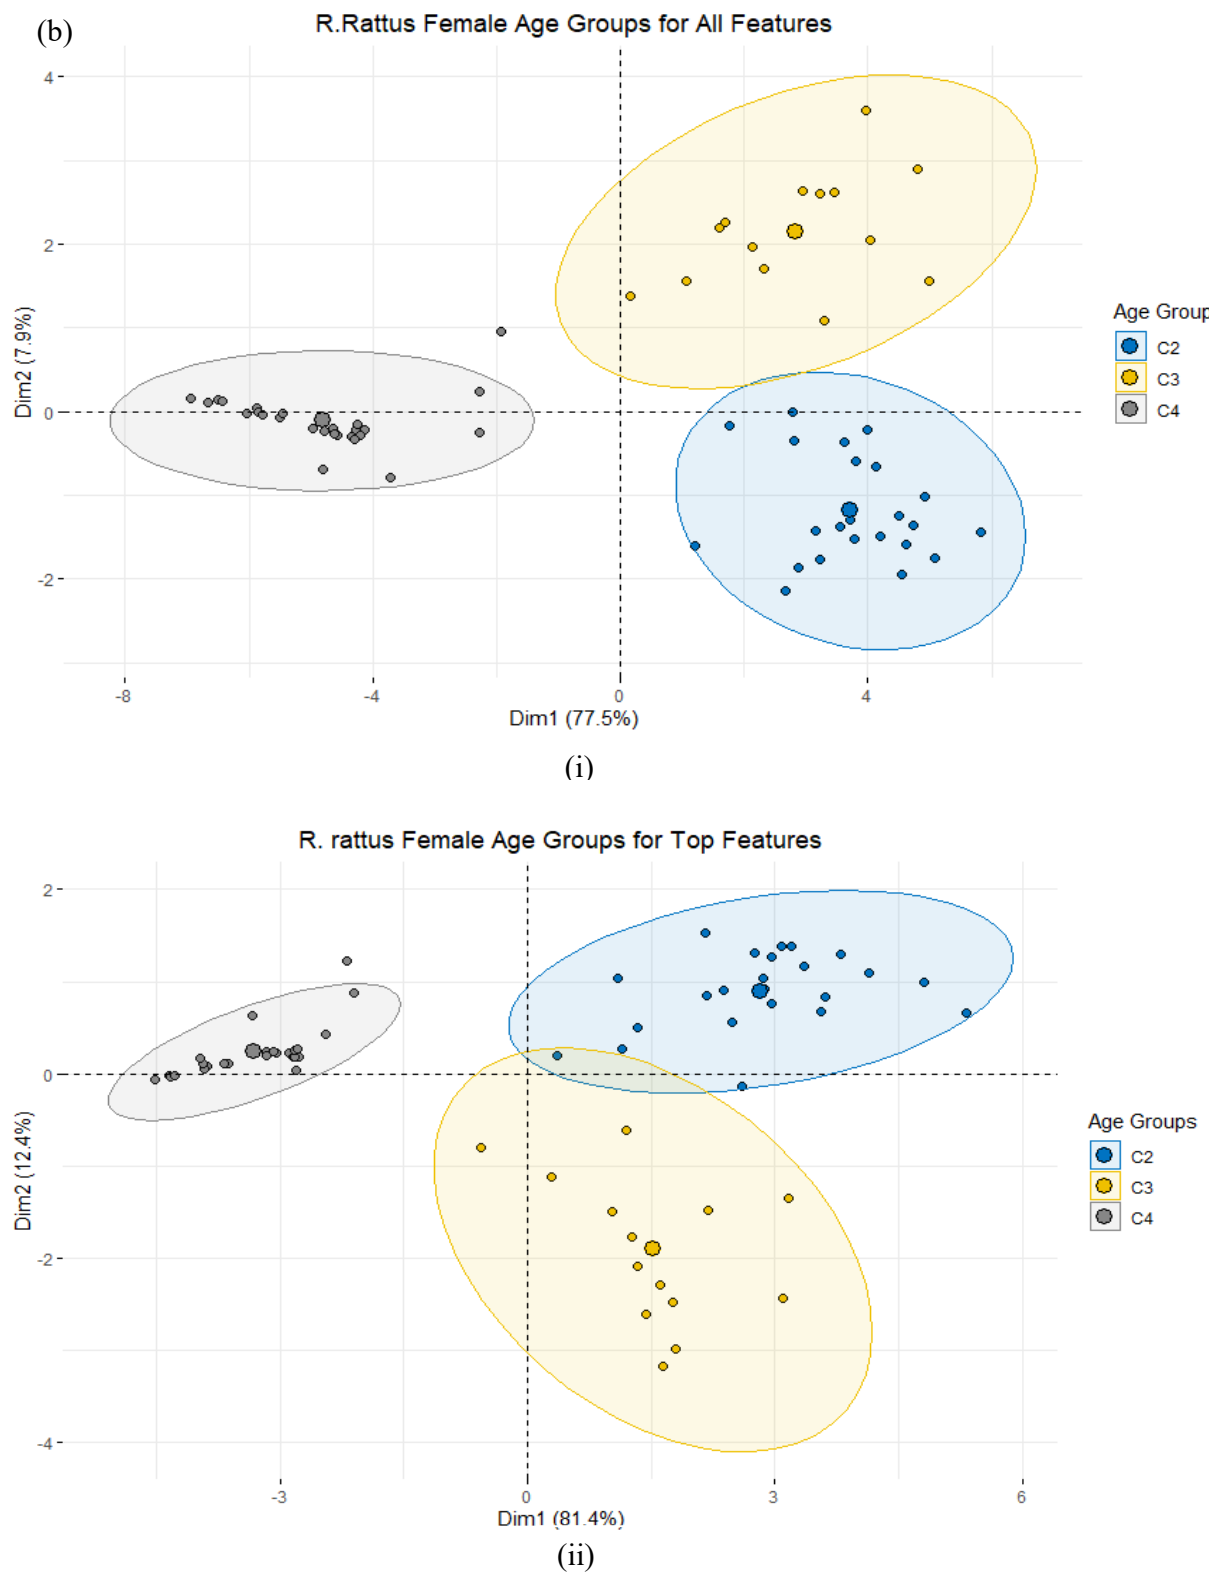 (b)
R.Rattus Female Age Groups for All Features
4
2
0
-2
Dim2 (7.9%)
-8
-4
0
4
Dim1 (77.5%)
Age Group
C2
C3
C4
(i)
R. rattus Female Age Groups for Top Features
2
0
-2
-4
Dim2 (12.4%)
-3
0
3
6
Dim1 (81.4%)
Age Groups
C2
C3
C4
(ii)